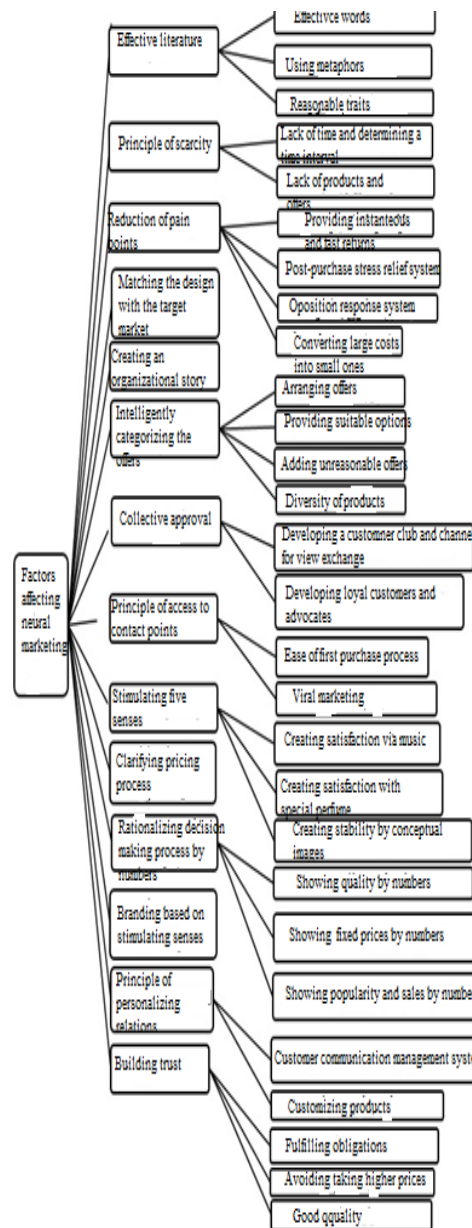 Factors
affecting
neural
marketing
Effective literature
Effectivce words
Using metaphors
Reasonable traits
Principle of scarcity
Lack of time and determining a
time interval
Lack of products and
offers
Reduction of pain
points
Providing instanteous
and fast returns
Post-purchase stress relief system
Oposition response system
Converting large costs
into small ones
Matching the design
with the target
market
Creating an
organizational story
Intelligently
categorizing the
offers
Arranging offers
Providing suitable options
Adding unreasonable offers
Diversity of products
Collective approval
Developing a custommer club and channe
for view exchange
Developing loyal customers and
advocates
Principle of access to
contact points
Ease of first purchase process
Viral marketing
Stimulating five
senses
Creating satisfaction via music
Creating satisfaction with
special perfume
Creating stability by conceptual
images
Clarifying pricing
process
Rationalizing decision
making process by
numbers
Showing quality by numbers
Showing fixed prices by numbers
Showing popularity and sales by numbe
Branding based on
stimulating senses
Principle of
personalizing
relations
Customer communication management syste
Customizing products
Building trust
Fulfilling obligations
Avoiding taking higher prices
Good qquality